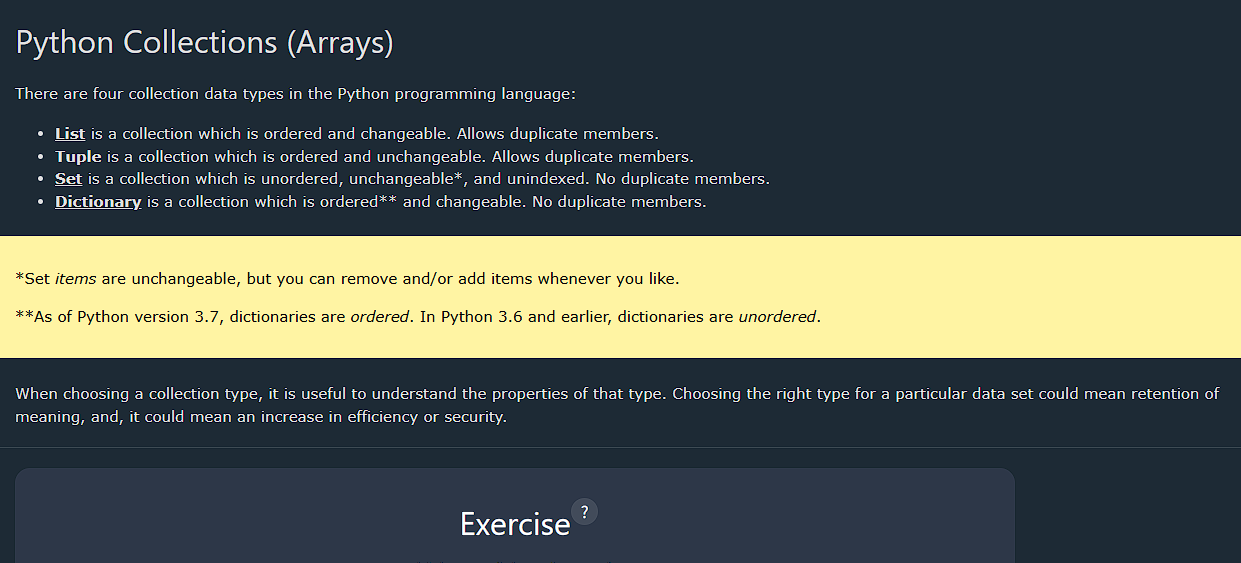 Python Collections (Arrays)
There are four collection data types in the Python programming language:
• List is a collection which is ordered and changeable. Allows duplicate members.
• Tuple is a collection which is ordered and unchangeable. Allows duplicate members.
• Set is a collection which is unordered, unchangeable*, and unindexed. No duplicate members.
• Dictionary is a collection which is ordered** and changeable. No duplicate members.
*Set items are unchangeable, but you can remove and/or add items whenever you like.
**As of Python version 3.7, dictionaries are ordered. In Python 3.6 and earlier, dictionaries are unordered.
When choosing a collection type, it is useful to understand the properties of that type. Choosing the right type for a particular data set could mean retention of
meaning, and, it could mean an increase in efficiency or security.
Exercise ?